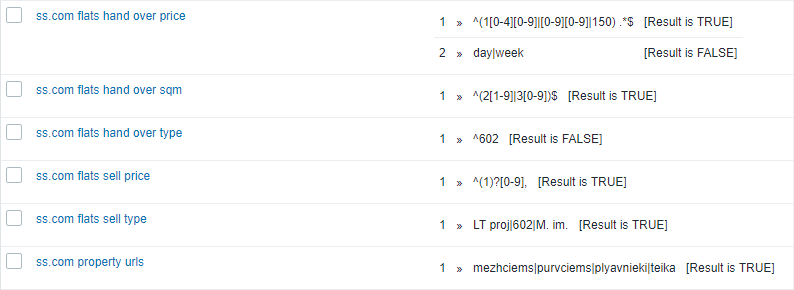 ss.com flats hand over price 1 » ^(1[0-4][0-9]|[0-9][0-9]|150) .*$ [Result is TRUE]
2 » day|week [Result is FALSE]
ss.com flats hand over sqm 1 » ^(2[1-9]|3[0-9])$ [Result is TRUE]
ss.com flats hand over type 1 » ^602 [Result is FALSE]
ss.com flats sell price 1 » ^(1)?[0-9], [Result is TRUE]
ss.com flats sell type 1 » LT proj|602|M. im. [Result is TRUE]
ss.com property urls 1 » mezhciems|purvciems|plyavnieki|teika [Result is TRUE]